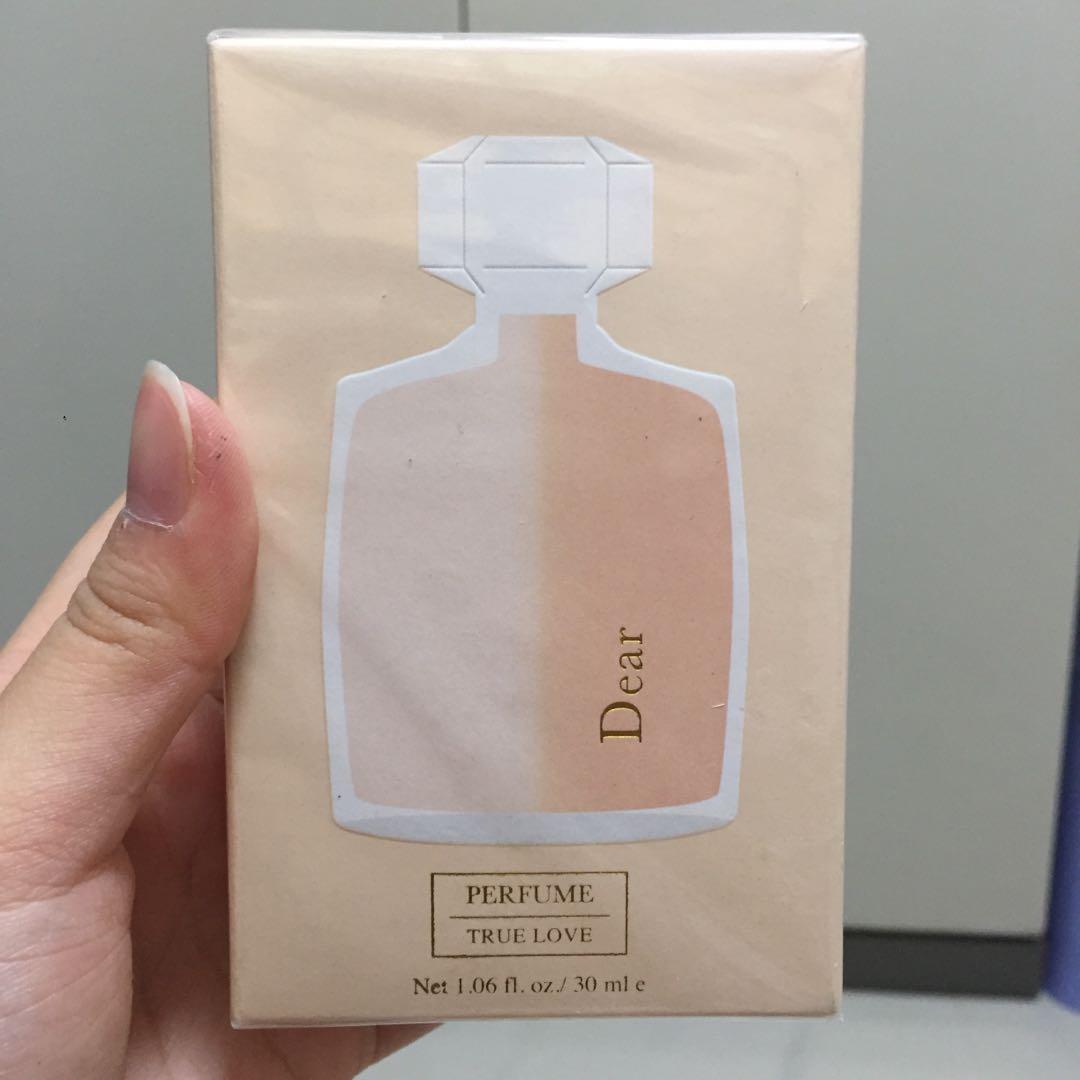 Dear
PERFUME
TRUE LOVE
Net 1.06 fl. oz./ 30 ml e